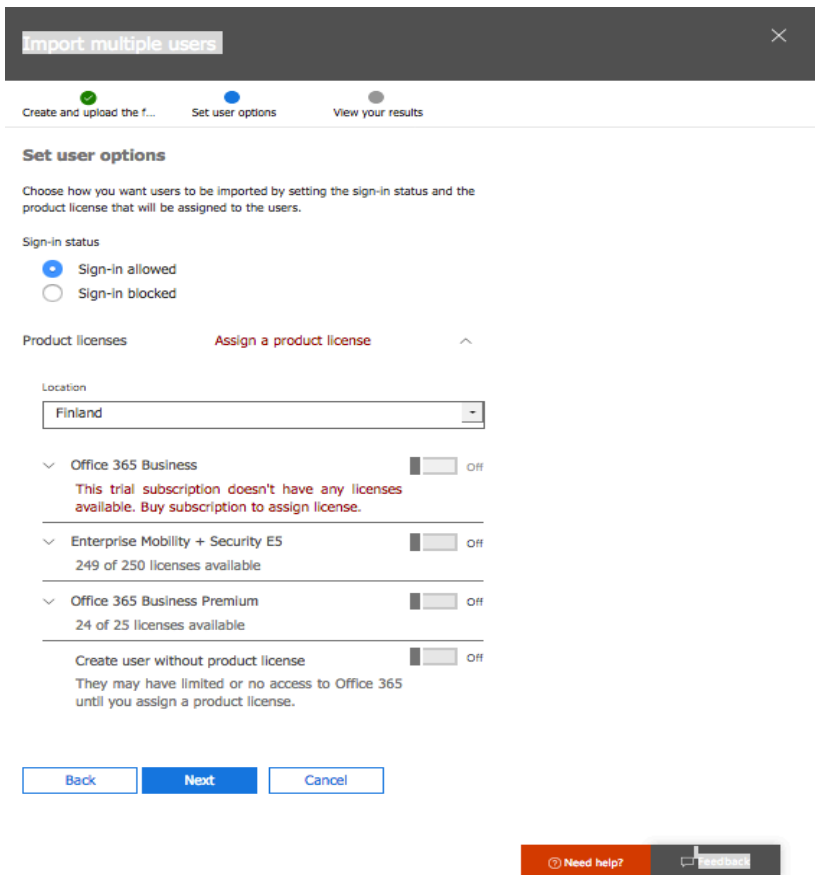 Import multiple users
Create and upload the f...
Set user options
View your results
Set user options
Choose how you want users to be imported by setting the sign-in status and the
product license that will be assigned to the users.
Sign-in status
Sign-in allowed
Sign-in blocked
Product licenses
Assign a product license
Location
Finland
Office 365 Business
Off
This trial subscription doesn't have any licenses
available. Buy subscription to assign license.
Enterprise Mobility + Security E5
Off
249 of 250 licenses available
Office 365 Business Premium
Off
24 of 25 licenses available
Create user without product license
Off
They may have limited or no access to Office 365
until you assign a product license.
Back
Next
Cancel
Need help?
Feedback